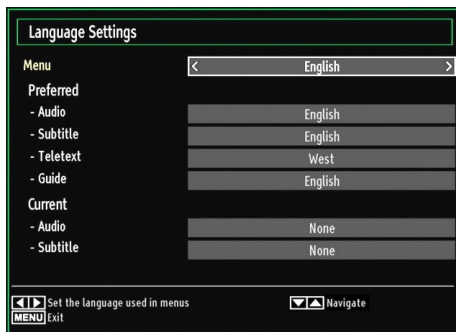 Language Settings
Menu < English >
Preferred
- Audio English
- Subtitle English
- Teletext West
- Guide English
Current
- Audio None
- Subtitle None
Set the language used in menus Navigate
MENU Exit